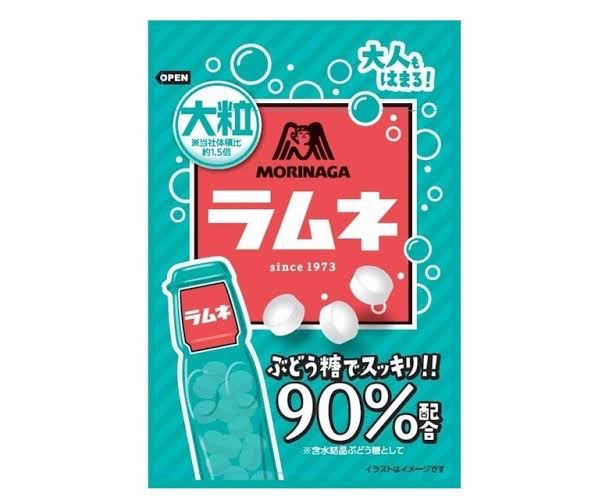 OPEN
大人も
はまる!
大粒
※当社体積比
約1.5倍
MORINAGA
ラムネ
since 1973
ラムネ
ぶどう糖でスッキリ!!
90%配合
※含水結晶ぶどう糖として
イラストはイメージです